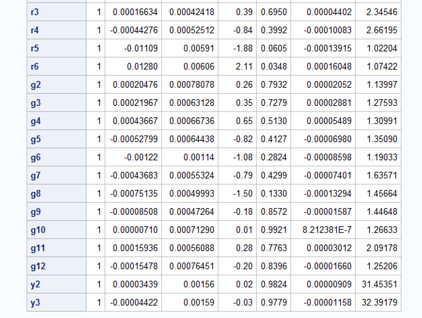 r3 1 0.00016634 0.00042418 0.39 0.6950 0.00004402 2.34546
r4 1 -0.00044276 0.00052512 -0.84 0.3992 -0.00010083 2.66195
r5 1 -0.01109 0.00591 -1.88 0.0605 -0.00013915 1.02204
r6 1 0.01280 0.00606 2.11 0.0348 0.00016048 1.07422
g2 1 0.00020476 0.00078078 0.26 0.7932 0.00002052 1.13997
g3 1 0.00021967 0.00063128 0.35 0.7279 0.00002881 1.27593
g4 1 0.00043667 0.00066736 0.65 0.5130 0.00005489 1.30991
g5 1 -0.00052799 0.00064438 -0.82 0.4127 -0.00006980 1.35090
g6 1 -0.00122 0.00114 -1.08 0.2824 -0.00008598 1.19033
g7 1 -0.00043683 0.00055324 -0.79 0.4299 -0.00007401 1.63571
g8 1 -0.00075135 0.00049993 -1.50 0.1330 -0.00013294 1.45664
g9 1 -0.00008508 0.00047264 -0.18 0.8572 -0.00001587 1.44648
g10 1 0.00000710 0.00071290 0.01 0.9921 8.212381E-7 1.26633
g11 1 0.00015936 0.00056088 0.28 0.7763 0.00003012 2.09178
g12 1 -0.00015478 0.00076451 -0.20 0.8396 -0.00001660 1.25206
y2 1 0.00003439 0.00156 0.02 0.9824 0.00000909 31.45351
y3 1 -0.00004422 0.00159 -0.03 0.9779 -0.00001158 32.39179